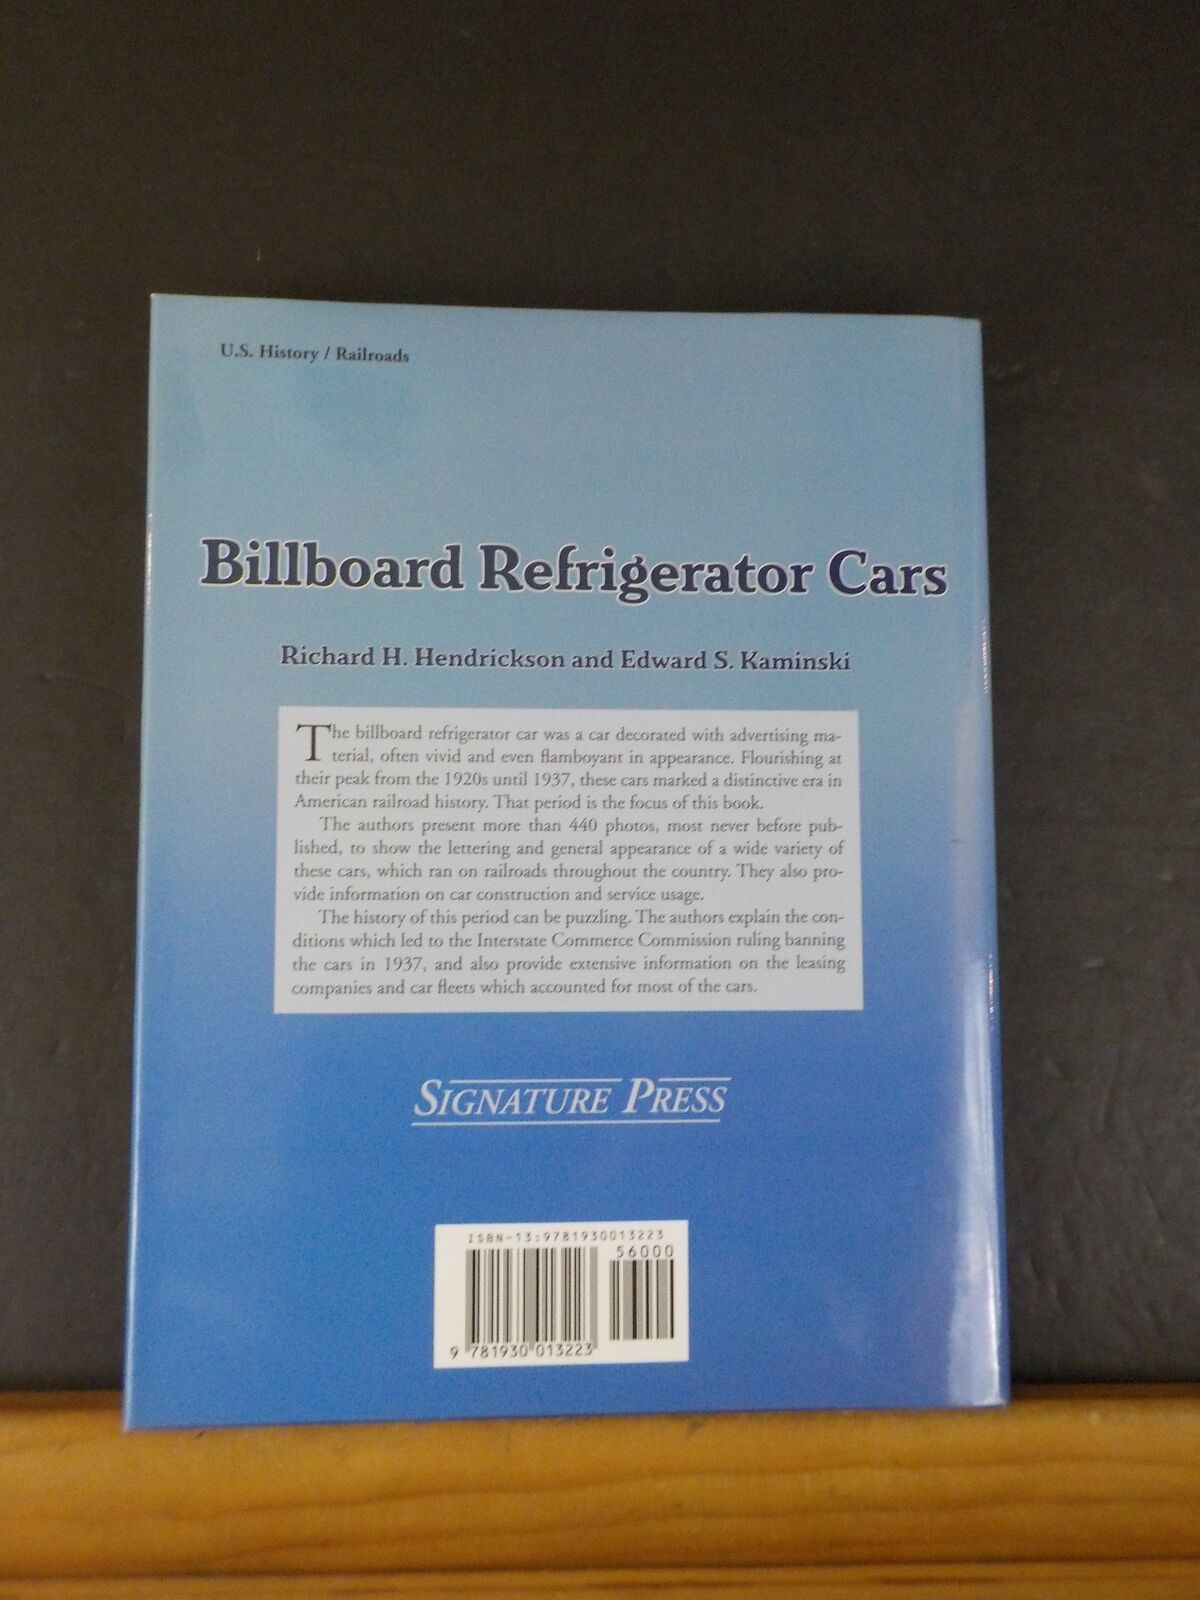 U.S. History / Railroads
Billboard Refrigerator Cars
Richard H. Hendrickson and Edward S. Kaminski
The billboard refrigerator car was a car decorated with advertising ma-
terial, often vivid and even flamboyant in appearance. Flourishing at
their peak from the 1920s until 1937, these cars marked a distinctive era in
American railroad history. That period is the focus of this book.
The authors present more than 440 photos, most never before pub-
lished, to show the lettering and general appearance of a wide variety of
these cars, which ran on railroads throughout the country. They also pro-
vide information on car construction and service usage.
The history of this period can be puzzling. The authors explain the con-
ditions which led to the Interstate Commerce Commission ruling banning
the cars in 1937, and also provide extensive information on the leasing
companies and car fleets which accounted for most of the cars.
SIGNATURE PRESS
ISBN-13:9781930013223
56000
9 781930 013223